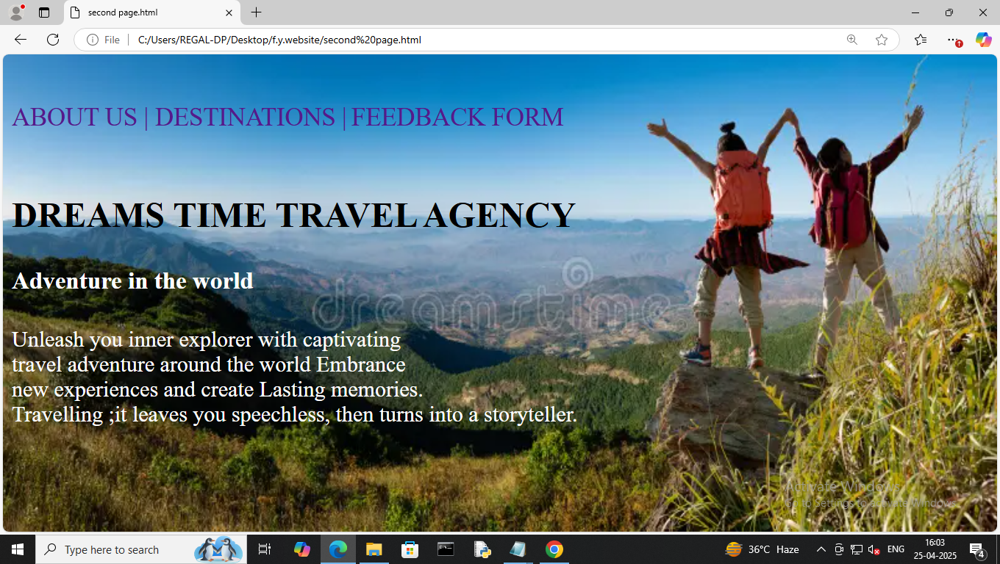 second page.html
File
C:/Users/REGAL-DP/Desktop/f.y.website/second%20page.html
ABOUT US | DESTINATIONS | FEEDBACK FORM
DREAMS TIME TRAVEL AGENCY
Adventure in the world
dreamstime
Unleash you inner explorer with captivating
travel adventure around the world Embrance
new experiences and create Lasting memories.
Travelling ;it leaves you speechless, then turns into a storyteller.
Activate Windows
Go to Settings to activate Windows.
Type here to search
36°C Haze
ENG
16:03
25-04-2025
4